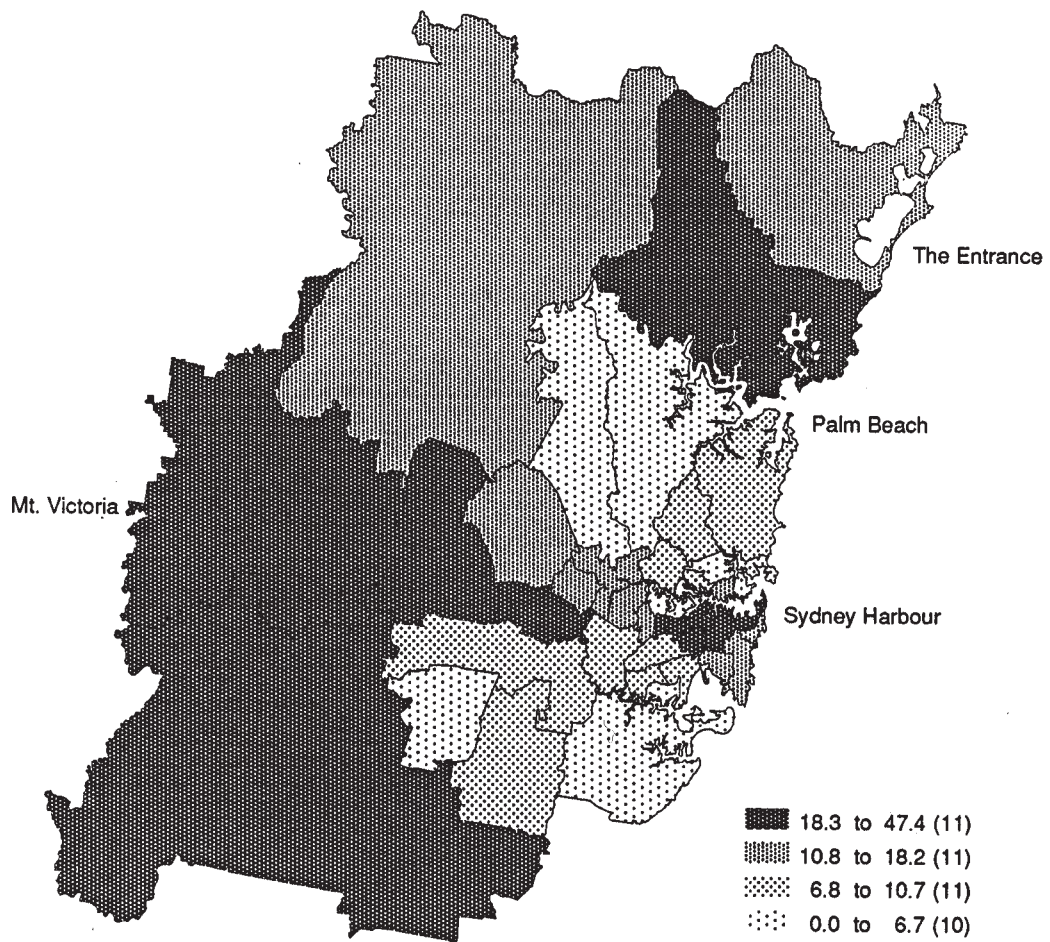 The Entrance
Palm Beach
Mt. Victoria
Sydney Harbour
18.3 to 47.4 (11)
10.8 to 18.2 (11)
6.8 to 10.7 (11)
0.0 to 6.7 (10)